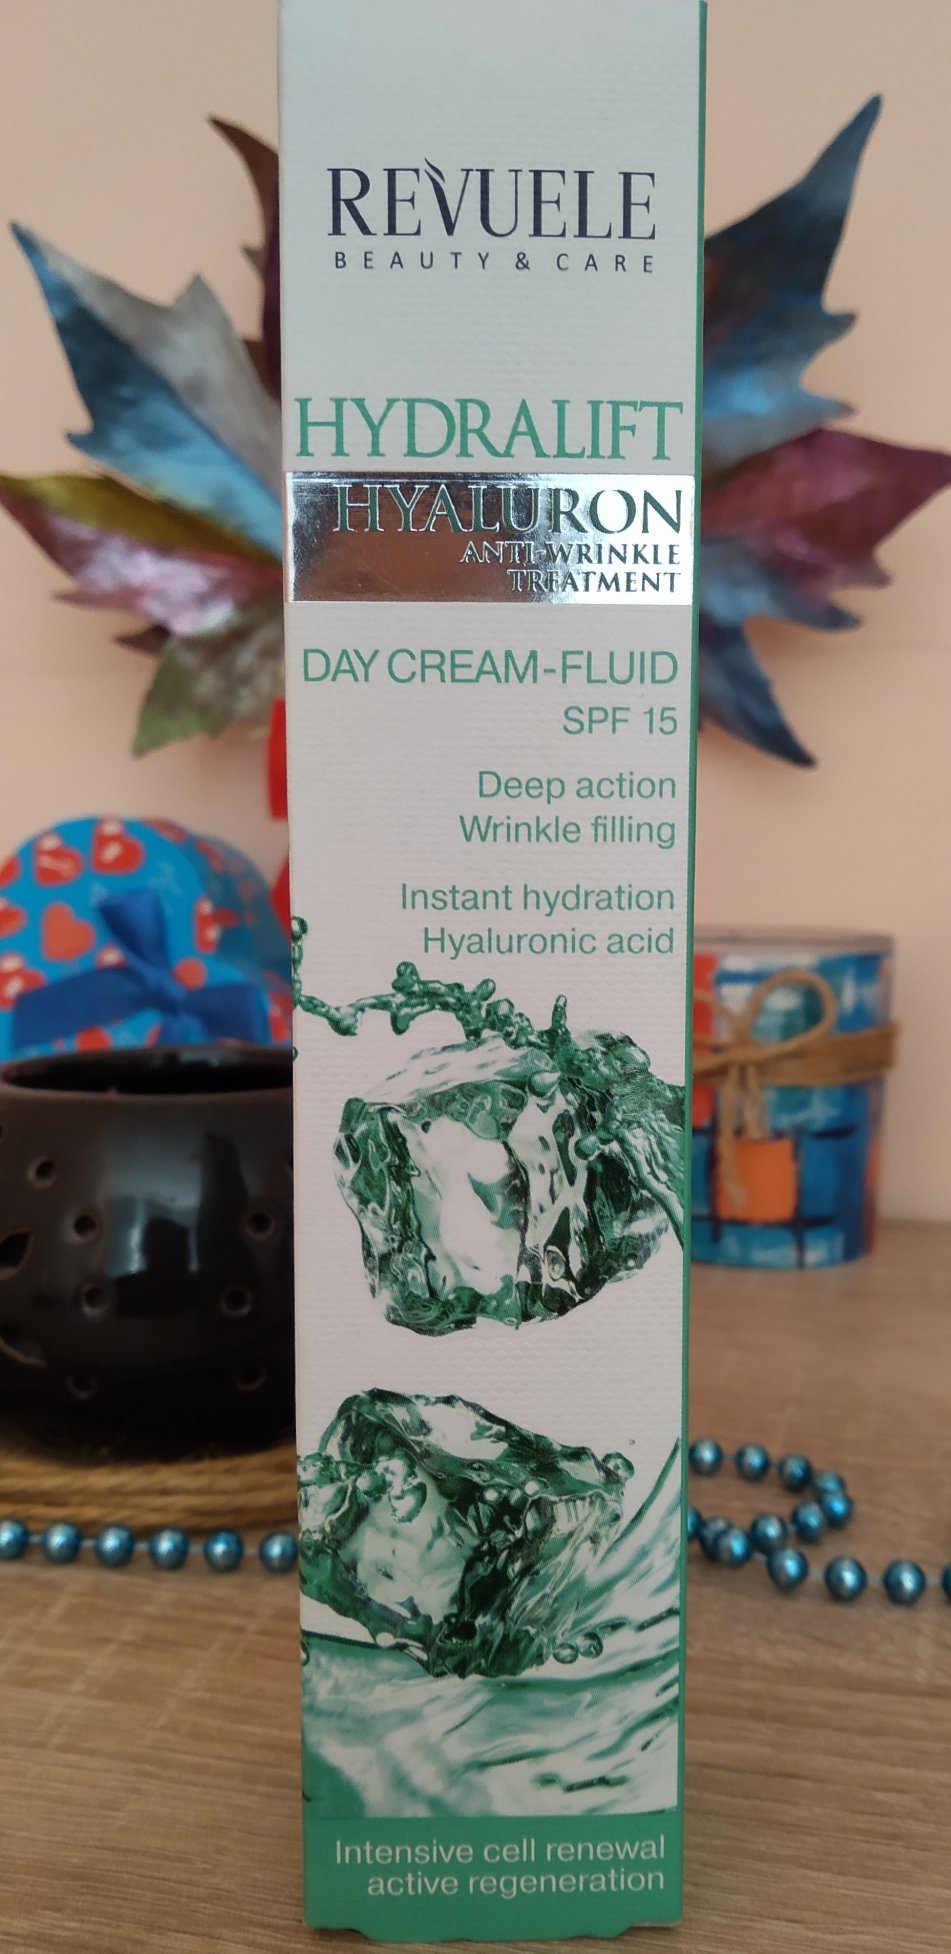 REVUELE
BEAUTY & CARE
HYDRALIFT
HYALURON
ANTI-WRINKLE
TREATMENT
DAY CREAM-FLUID
SPF 15
Deep action
Wrinkle filling
Instant hydration
Hyaluronic acid
Intensive cell renewal
active regeneration